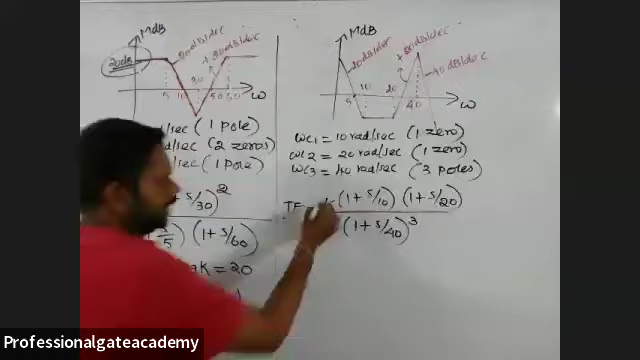 MdB
20dB
20dB/dec
+20dB/dec
30
5 10 50 60
ω
/sec (1 pole)
rad/sec (2 zeros)
/sec (1 pole)
s/30)²
s/5) (1 + s/60)
k = 20
MdB
20dB/dec
+20dB/dec
-40dB/dec
10
20
5
40
ω
ωc1 = 10 rad/sec (1 zero)
ωc2 = 20 rad/sec (1 zero)
ωc3 = 40 rad/sec (3 poles)
TF = k (1 + s/10) (1 + s/20)
(1 + s/40)³
Professionalgateacademy